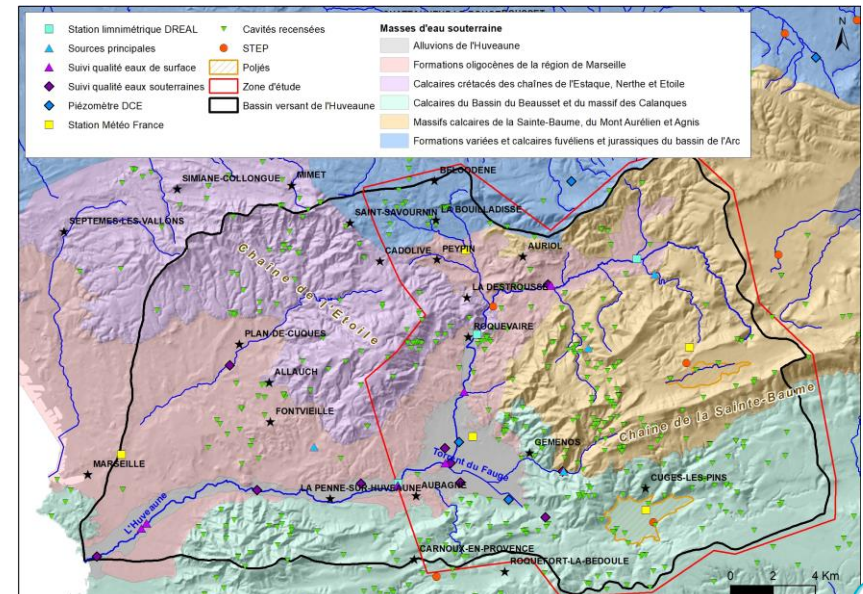 Station limnimétrique DREAL
Sources principales
Suivi qualité eaux de surface
Suivi qualité eaux souterraines
Piézomètre DCE
Station Météo France
Cavités recensées
STEP
Poljés
Zone d'étude
Bassin versant de l'Huveaune
Masses d'eau souterraine
Alluvions de l'Huveaune
Formations oligocènes de la région de Marseille
Calcaires crétacés des chaînes de l'Estaque, Nerthe et Etoile
Calcaires du Bassin du Beausset et du massif des Calanques
Massifs calcaires de la Sainte-Baume, du Mont Aurélien et Agnis
Formations variées et calcaires fuvéliens et jurassiques du bassin de l'Arc
N
SIMIANE-COLLONGUE
MIMET
BELCODENE
SEPTEMES-LES-VALLONS
SAINT-SAVOURNIN
LA BOUILLADISSE
CADOLIVE
PEYPIN
AURIOL
Chaîne de l'Etoile
LA DESTROUSSE
ROQUEVAIRE
PLAN-DE-CUQUES
ALLAUCH
FONTVIEILLE
Chaîne de la Sainte-Baume
GEMENOS
Torrent du Fauge
MARSEILLE
CUGES-LES-PINS
LA PENNE-SUR-HUVEAUNE
AUBAGNE
L'Huveaune
CARNOUX-EN-PROVENCE
ROQUEFORT-LA-BEDOULE
0 2 4 Km